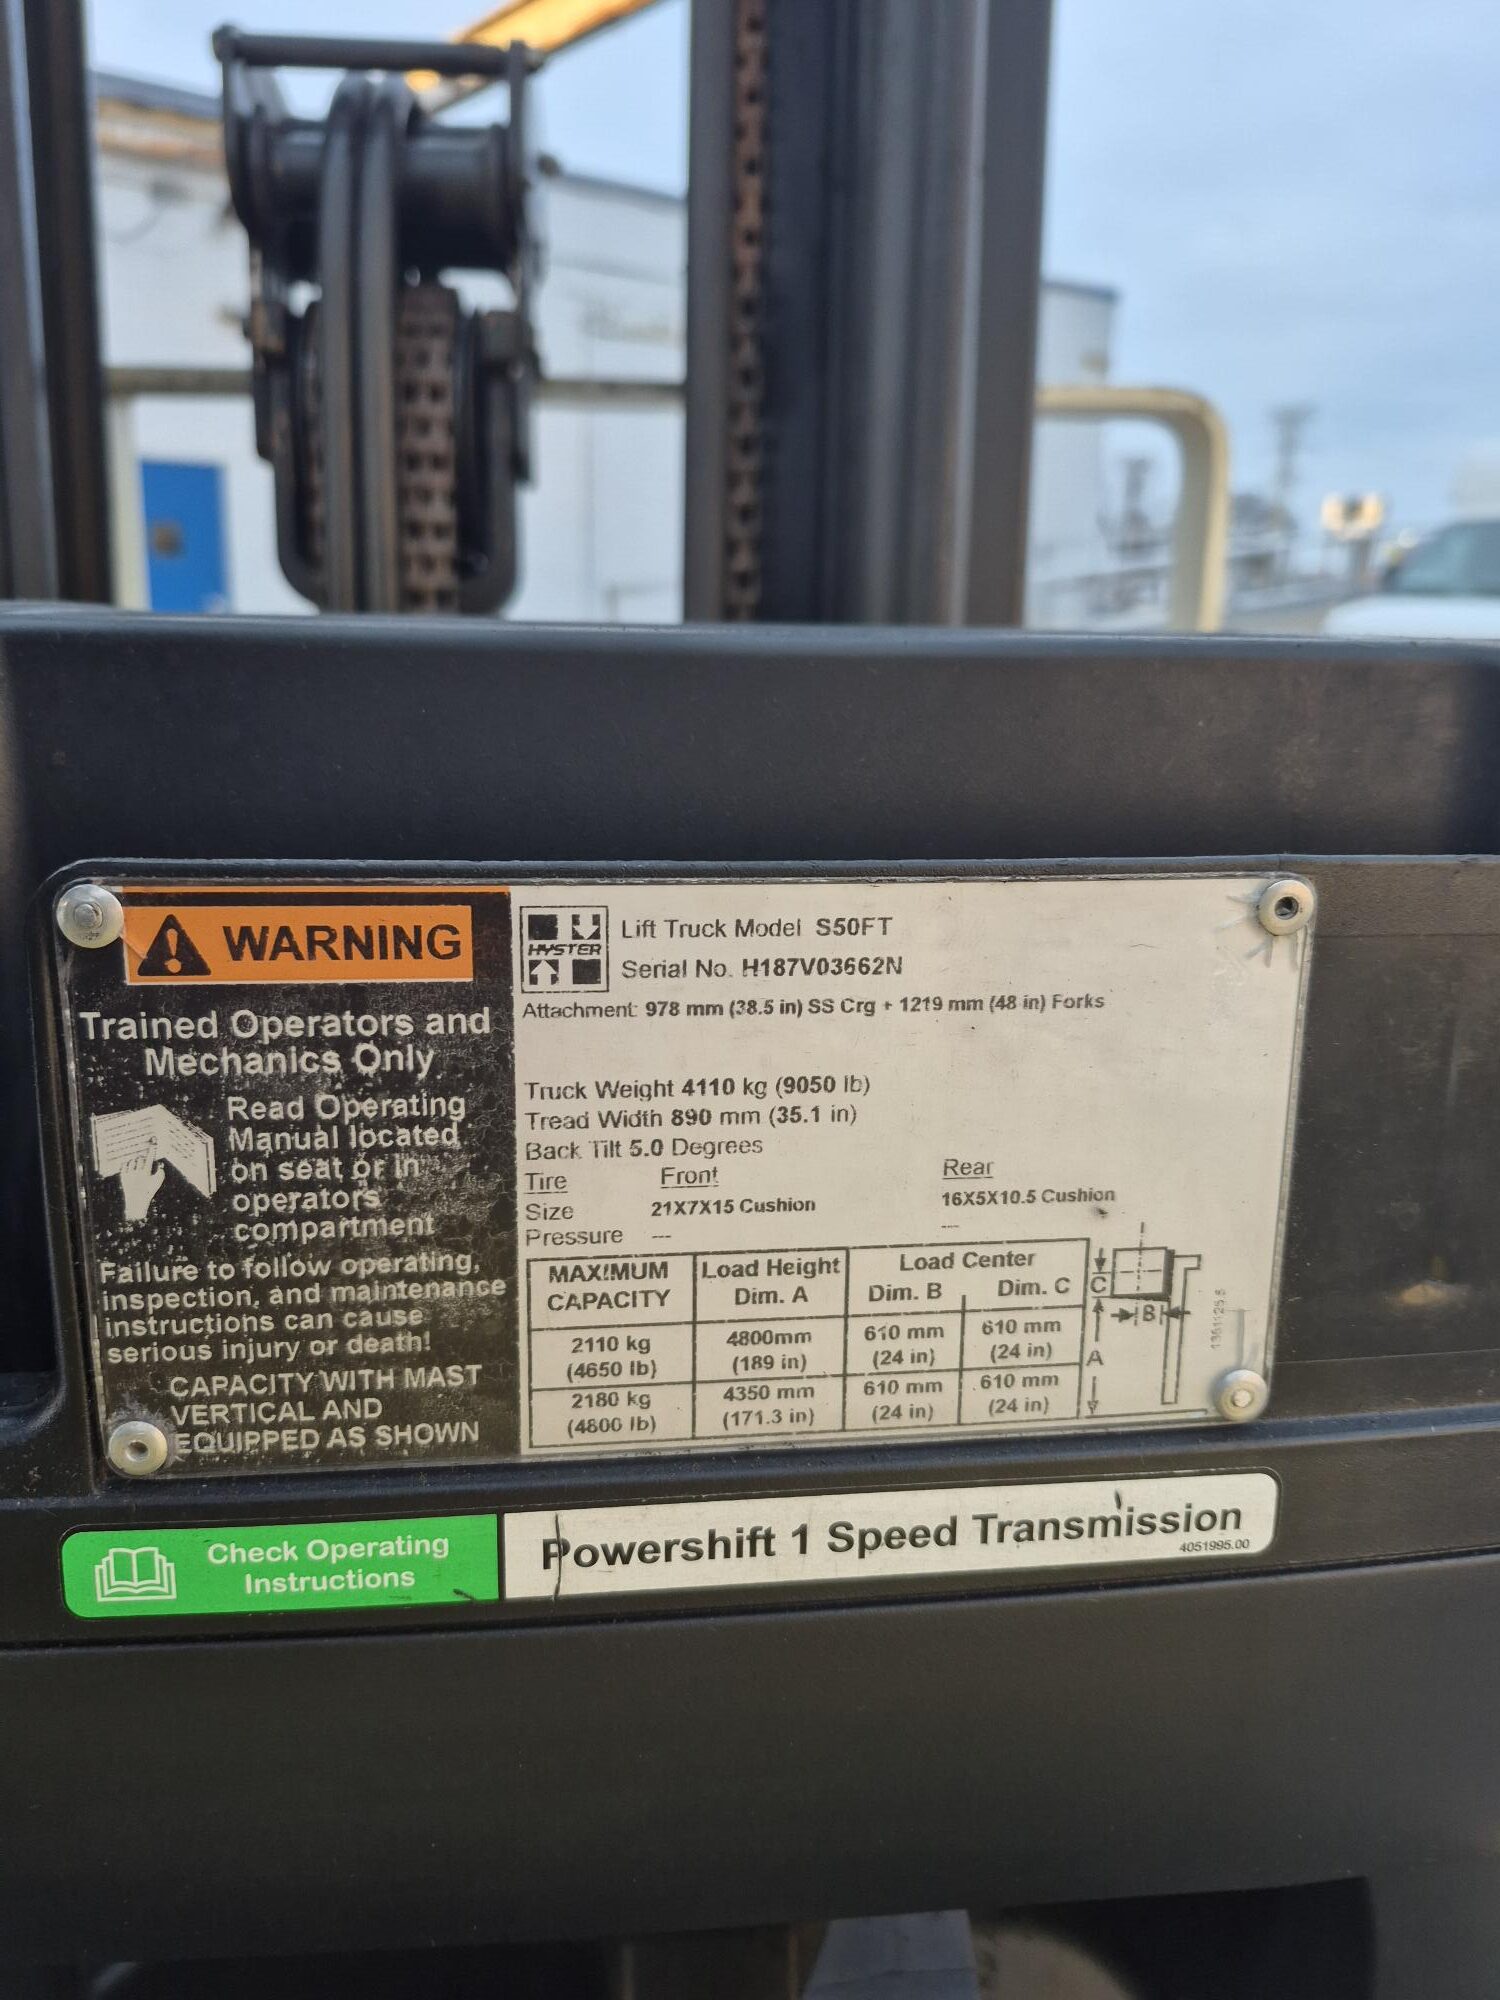 WARNING
Trained Operators and
Mechanics Only
Read Operating
Manual located
on seat or in
operators
compartment
Failure to follow operating,
inspection, and maintenance
instructions can cause
serious injury or death!
CAPACITY WITH MAST
VERTICAL AND
EQUIPPED AS SHOWN
HYSTER
Lift Truck Model S50FT
Serial No. H187V03662N
Attachment: 978 mm (38.5 in) SS Crg + 1219 mm (48 in) Forks
Truck Weight 4110 kg (9050 lb)
Tread Width 890 mm (35.1 in)
Back Tilt 5.0 Degrees
Tire Front Rear
Size 21X7X15 Cushion 16X5X10.5 Cushion
Pressure --- ---
MAXIMUM Load Height Load Center
CAPACITY Dim. A Dim. B Dim. C
2110 kg 4800mm 610 mm 610 mm
(4650 lb) (189 in) (24 in) (24 in)
2180 kg 4350 mm 610 mm 610 mm
(4800 lb) (171.3 in) (24 in) (24 in)
C
B
A
Check Operating
Instructions
Powershift 1 Speed Transmission
4051995.00